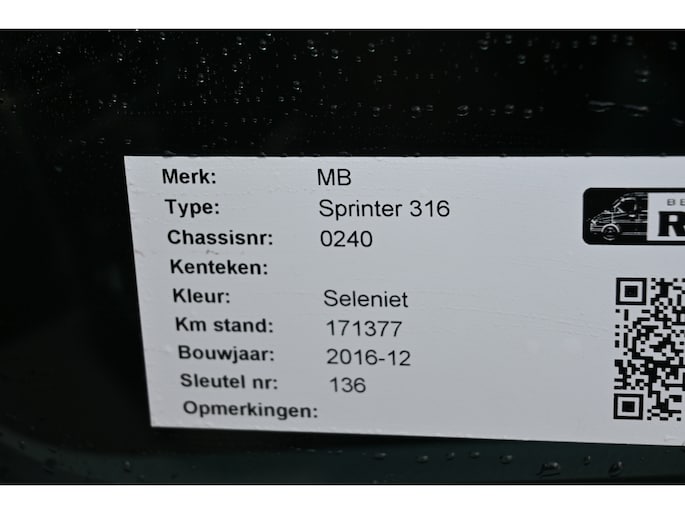 Merk: MB
Type: Sprinter 316
Chassisnr: 0240
Kenteken:
Kleur: Seleniet
Km stand: 171377
Bouwjaar: 2016-12
Sleutel nr: 136
Opmerkingen: